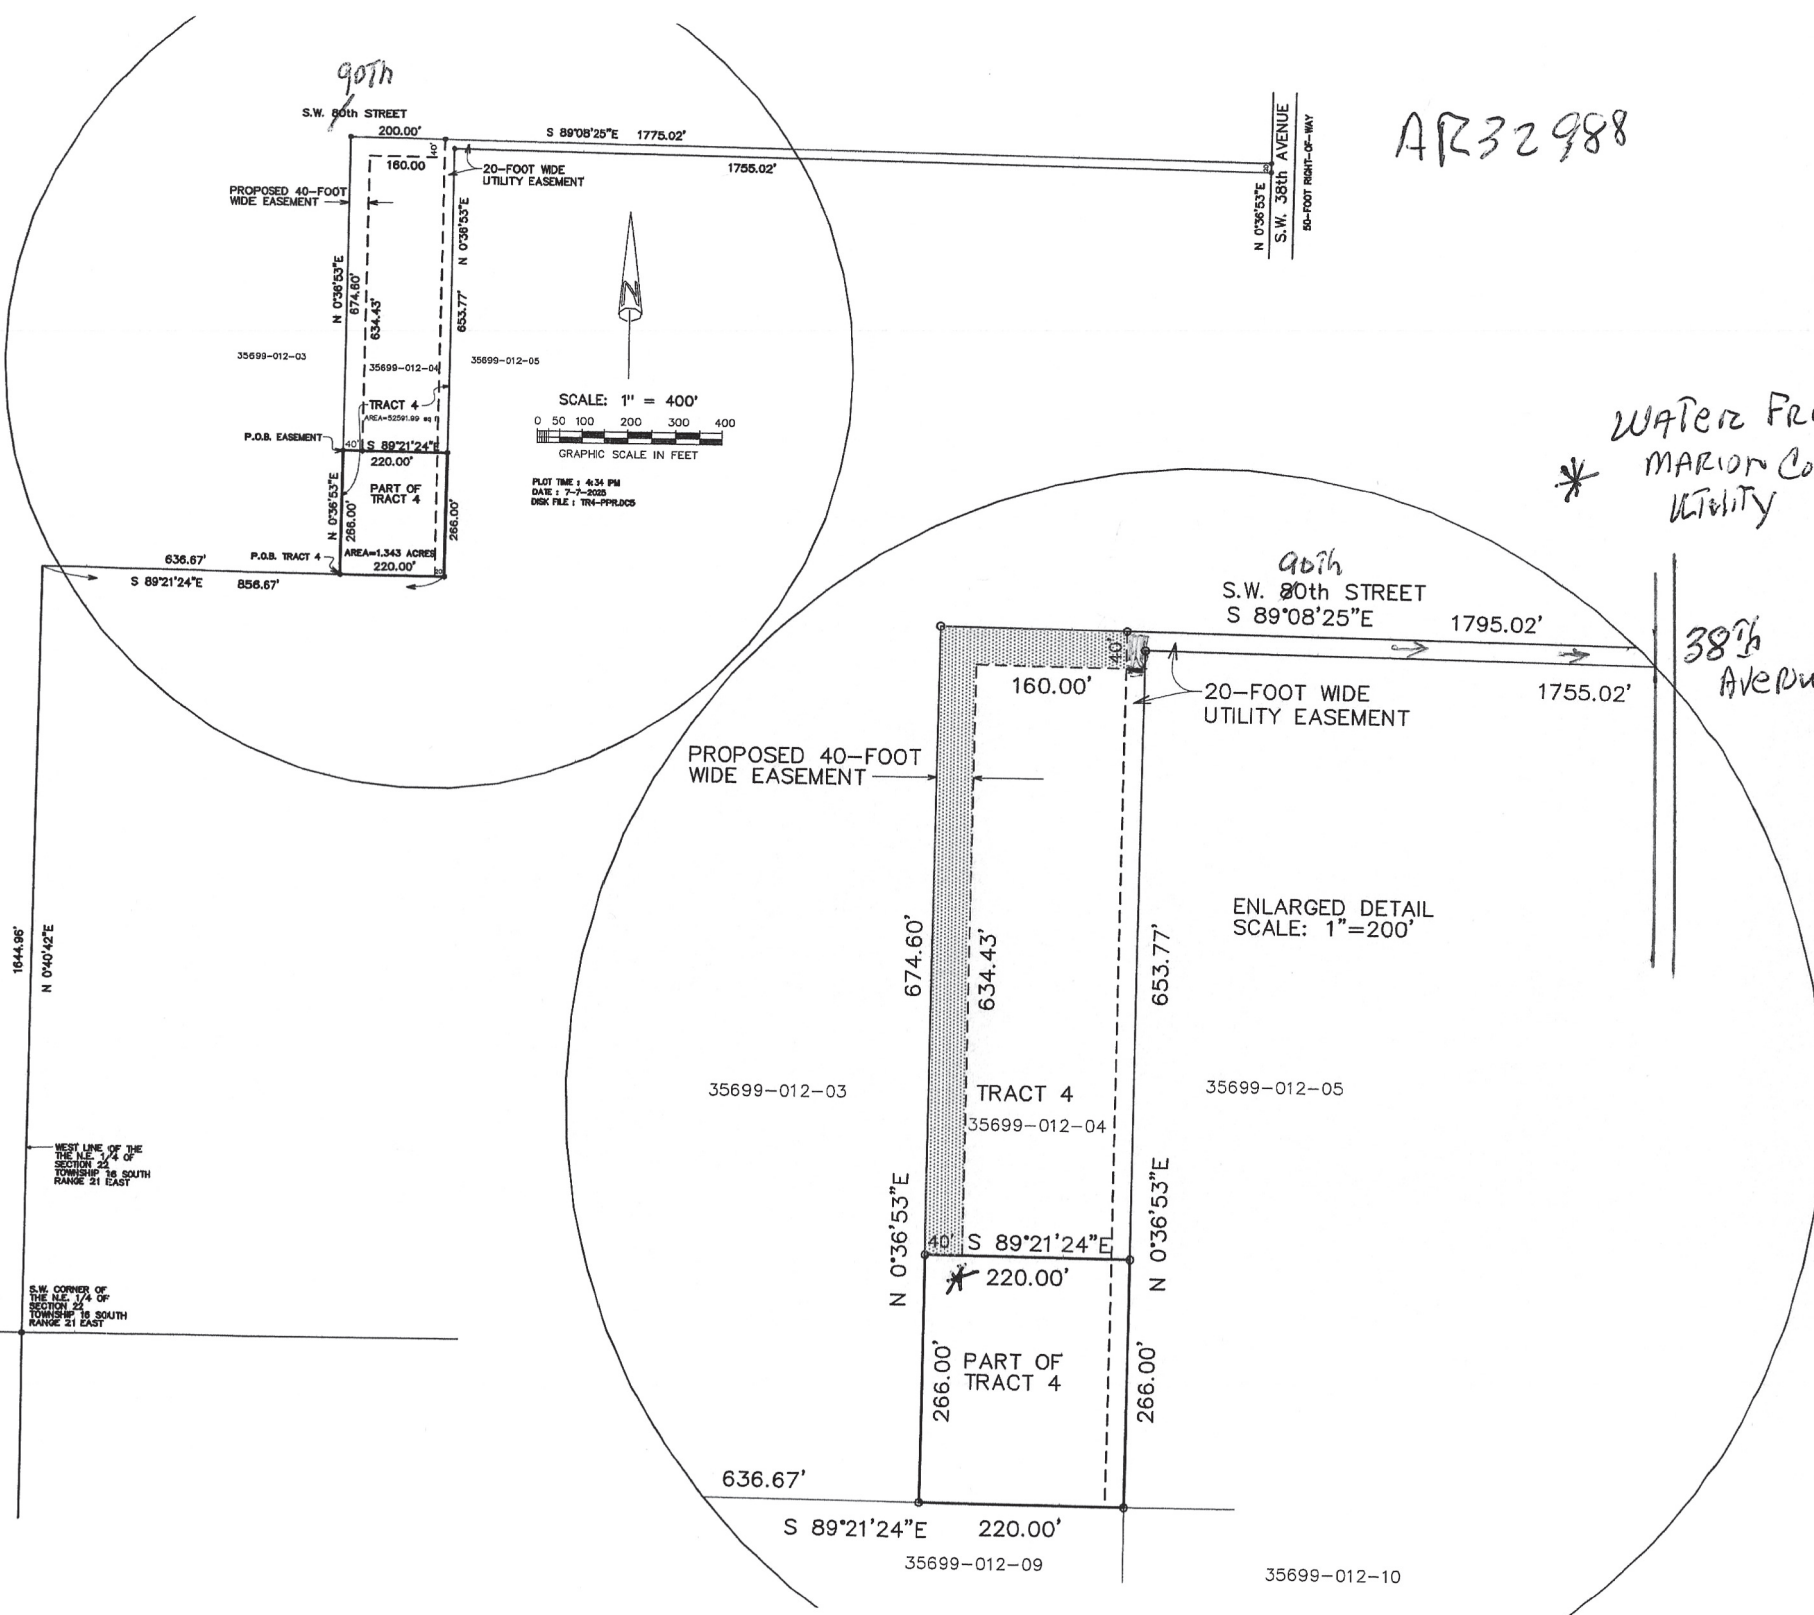 90Th
S.W. 80th STREET
200.00'
S 89°08'25"E 1775.02'
40'
160.00
20-FOOT WIDE
UTILITY EASEMENT
1755.02'
N 0°36'53"E
S.W. 38th AVENUE
50-FOOT RIGHT-OF-WAY
AR32988
PROPOSED 40-FOOT
WIDE EASEMENT
N 0°36'53"E
674.60'
634.43'
N 0°36'53"E
653.77'
N
35699-012-03
35699-012-04
35699-012-05
TRACT 4
AREA=52591.99 sq
SCALE: 1" = 400'
0 50 100 200 300 400
GRAPHIC SCALE IN FEET
PLOT TIME : 4:34 PM
DATE : 7-7-2025
DISK FILE : TR4-PPR.DC5
P.O.B. EASEMENT
40'
S 89°21'24"E
220.00'
PART OF
TRACT 4
N 0°36'53"E
266.00'
266.00'
P.O.B. TRACT 4
AREA=1.343 ACRES
220.00'
20
636.67'
S 89°21'24"E 856.67'
WATER FR
* MARION Co
UTILITY
90Th
S.W. 80th STREET
S 89°08'25"E 1795.02'
38Th
Avenu
40'
160.00'
1755.02'
20-FOOT WIDE
UTILITY EASEMENT
PROPOSED 40-FOOT
WIDE EASEMENT
ENLARGED DETAIL
SCALE: 1"=200'
674.60'
634.43'
653.77'
1644.96'
N 0°40'42"E
35699-012-03
TRACT 4
35699-012-04
35699-012-05
WEST LINE OF THE
THE N.E. 1/4 OF
SECTION 22
TOWNSHIP 16 SOUTH
RANGE 21 EAST
N 0°36'53"E
N 0°36'53"E
40'
S 89°21'24"E
* 220.00'
S.W. CORNER OF
THE N.E. 1/4 OF
SECTION 22
TOWNSHIP 16 SOUTH
RANGE 21 EAST
266.00'
PART OF
TRACT 4
266.00'
636.67'
S 89°21'24"E 220.00'
35699-012-09
35699-012-10